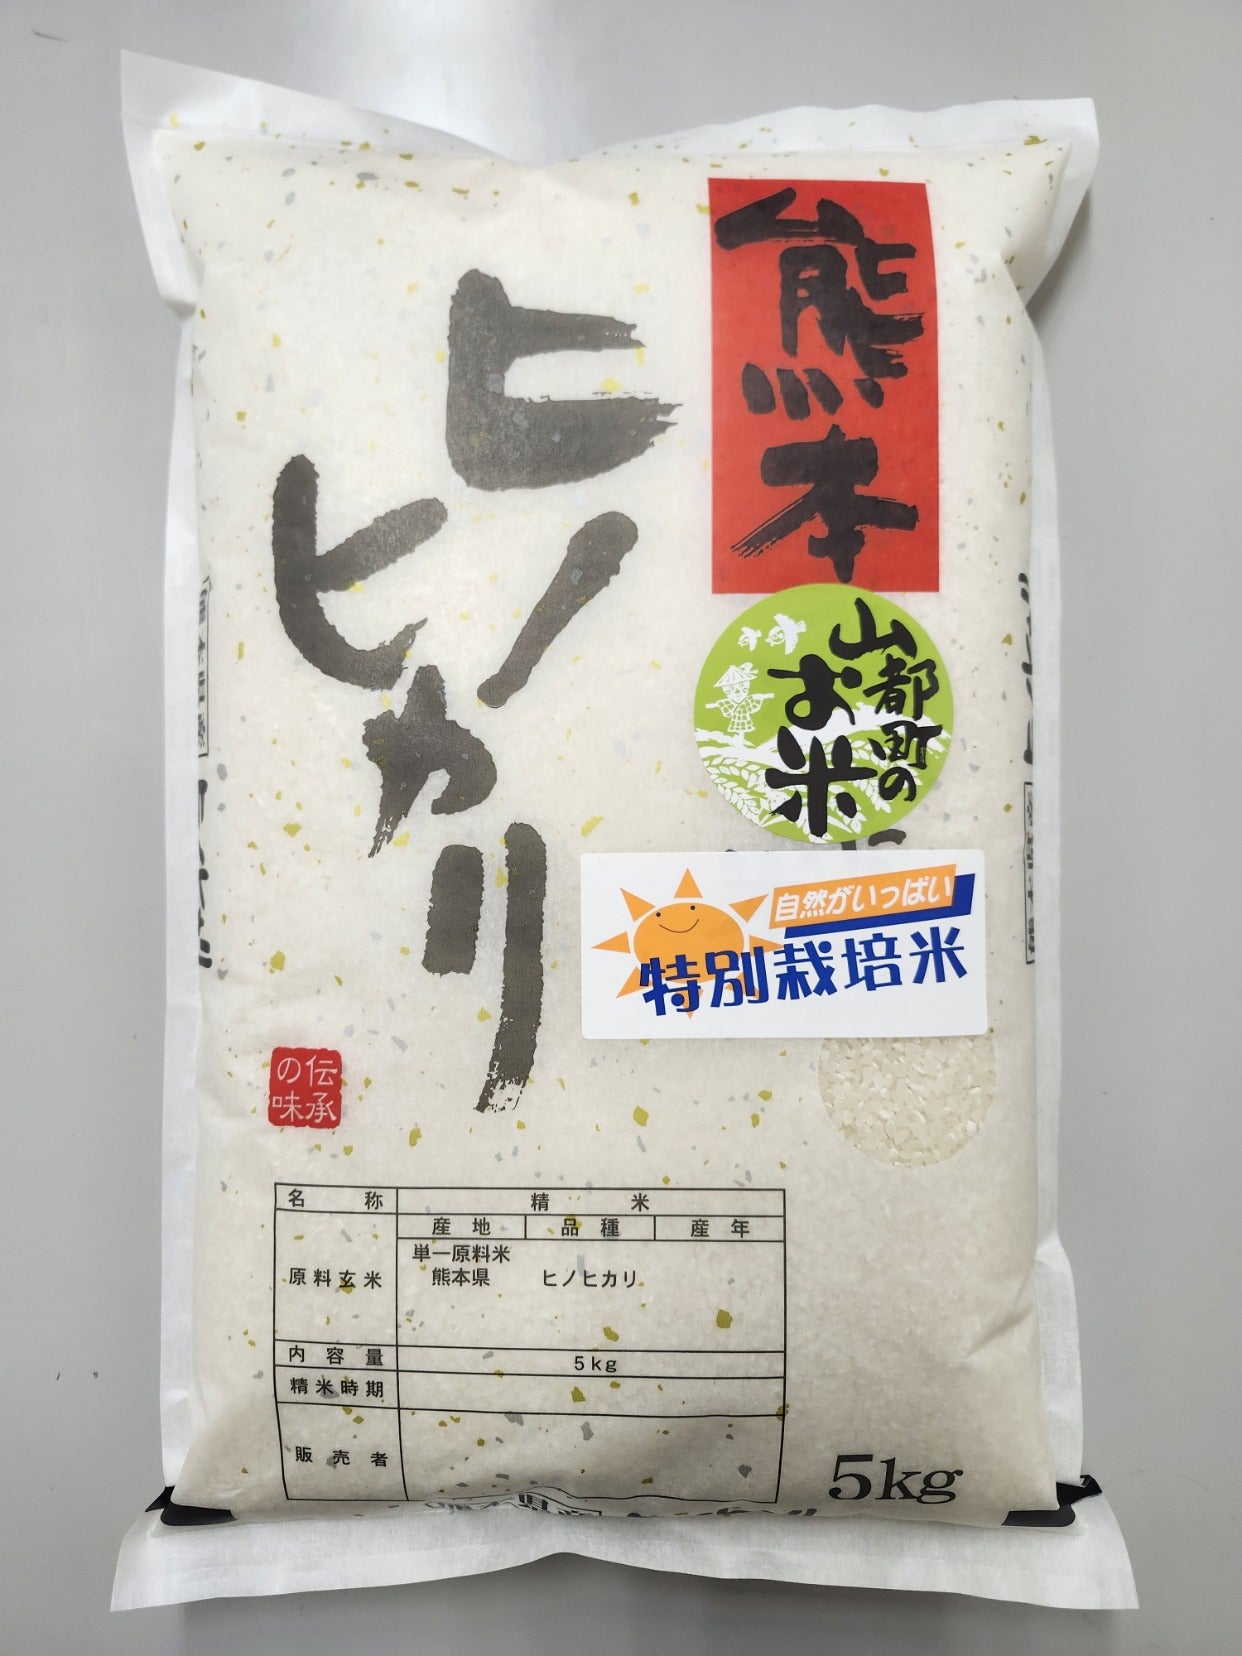 熊本
ヒノヒカリ
山都町の
お米
自然がいっぱい
特別栽培米
伝承
の味
名称 精米
原料玄米 産地 品種 産年
単一原料米
熊本県 ヒノヒカリ
内容量 5kg
精米時期
販売者
5kg